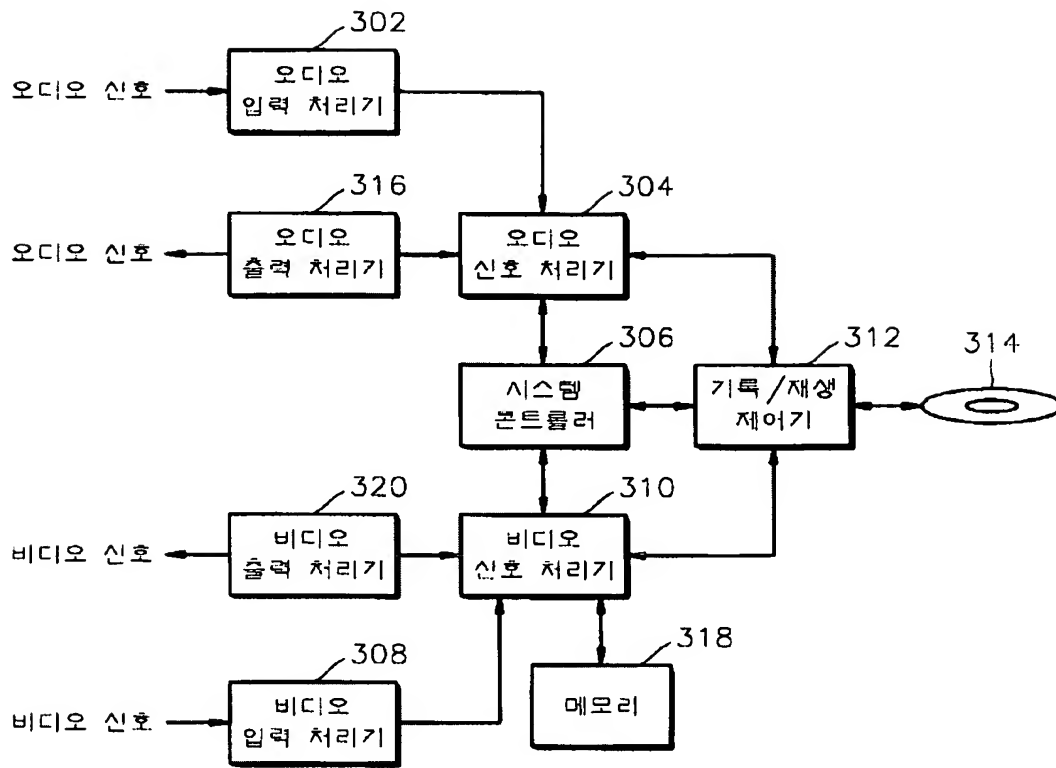 302
오디오 신호
오디오
입력 처리기
316
304
오디오 신호
오디오
출력 처리기
오디오
신호 처리기
306
312
314
시스템
콘트롤러
기록/재생
제어기
320
310
비디오 신호
비디오
출력 처리기
비디오
신호 처리기
308
318
비디오 신호
비디오
입력 처리기
메모리